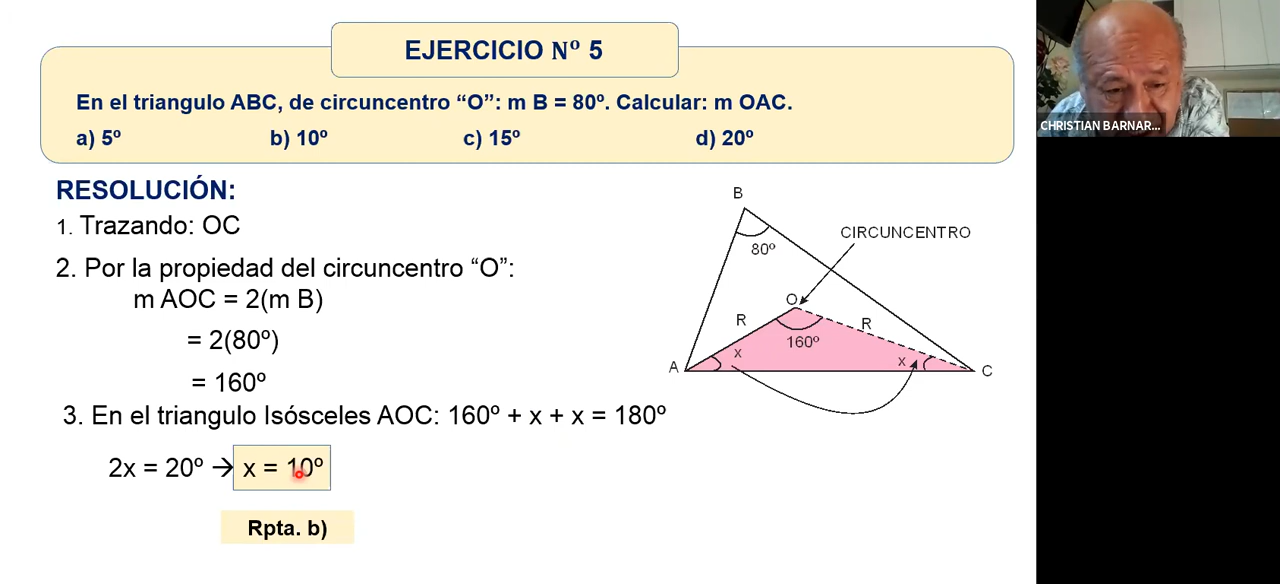 EJERCICIO Nº 5
En el triangulo ABC, de circuncentro “O”: m B = 80º. Calcular: m OAC.
a) 5º b) 10º c) 15º d) 20º
RESOLUCIÓN:
1. Trazando: OC
2. Por la propiedad del circuncentro “O”:
m AOC = 2(m B)
= 2(80º)
= 160º
3. En el triangulo Isósceles AOC: 160º + x + x = 180º
2x = 20º → x = 10º
Rpta. b)
B
80º
CIRCUNCENTRO
O
R
R
160º
x
x
A
C
CHRISTIAN BARNAR...